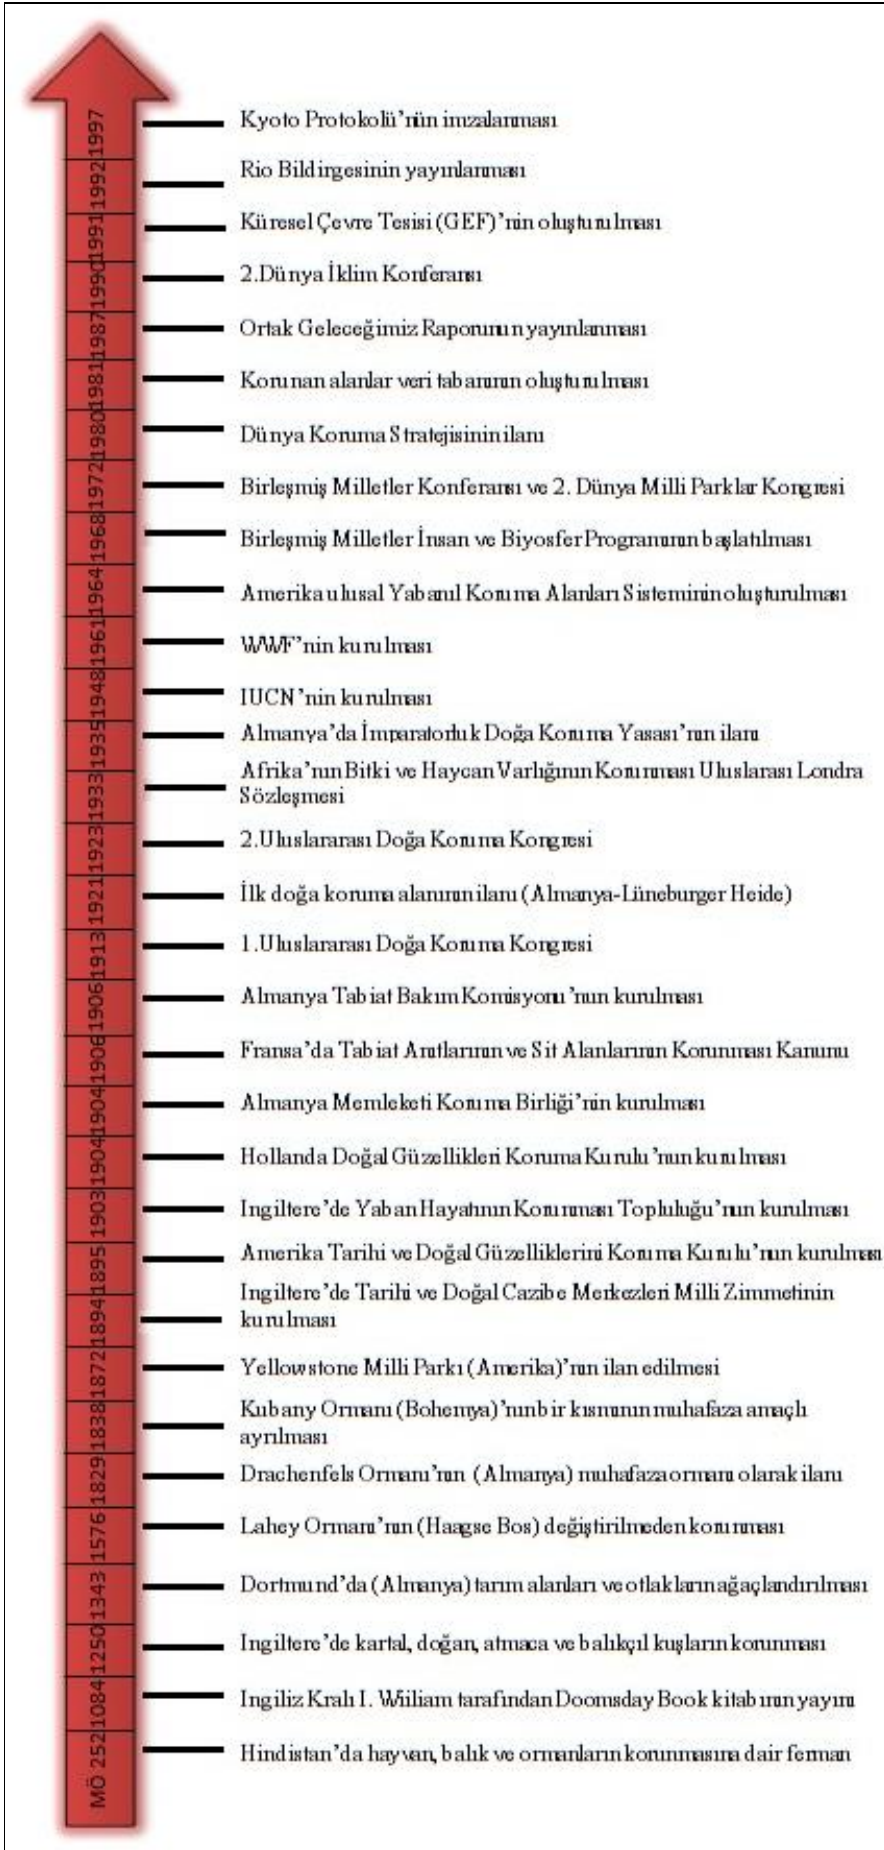 1997 Kyoto Protokolü’nün imzalanması
1992 Rio Bildirgesinin yayınlanması
1991 Küresel Çevre Tesisi (GEF)’nin oluşturulması
1990 2.Dünya İklim Konferansı
1987 Ortak Geleceğimiz Raporunun yayınlanması
1981 Korunan alanlar veri tabanının oluşturulması
1980 Dünya Koruma Stratejisinin ilanı
1972 Birleşmiş Milletler Konferansı ve 2. Dünya Milli Parklar Kongresi
1968 Birleşmiş Milletler İnsan ve Biyosfer Programının başlatılması
1964 Amerika ulusal Yabanıl Koruma Alanları Sisteminin oluşturulması
1961 WWF’nin kurulması
1948 IUCN’nin kurulması
1935 Almanya’da İmparatorluk Doğa Koruma Yasası’nın ilanı
1933 Afrika’nın Bitki ve Haycan Varlığının Korunması Uluslarası Londra
Sözleşmesi
1923 2.Uluslararası Doğa Koruma Kongresi
1921 İlk doğa koruma alanının ilanı (Almanya-Lüneburger Heide)
1913 1.Uluslararası Doğa Koruma Kongresi
1906 Almanya Tabiat Bakım Komisyonu’nun kurulması
1906 Fransa’da Tabiat Anıtlarının ve Sit Alanlarının Korunması Kanunu
1904 Almanya Memleketi Koruma Birliği’nin kurulması
1904 Hollanda Doğal Güzellikleri Koruma Kurulu’nun kurulması
1903 Ingiltere’de Yaban Hayatının Korunması Topluluğu’nun kurulması
1895 Amerika Tarihi ve Doğal Güzelliklerini Koruma Kurulu’nun kurulması
1894 Ingiltere’de Tarihi ve Doğal Cazibe Merkezleri Milli Zimmetinin
kurulması
1872 Yellowstone Milli Parkı (Amerika)’nın ilan edilmesi
1838 Kubany Ormanı (Bohemya)’nın bir kısmının muhafaza amaçlı
ayrılması
1829 Drachenfels Ormanı’nın (Almanya) muhafaza ormanı olarak ilanı
1576 Lahey Ormanı’nın (Haagse Bos) değiştirilmeden korunması
1343 Dortmund’da (Almanya) tarım alanları ve otlakların ağaçlandırılması
1250 Ingiltere’de kartal, doğan, atmaca ve balıkçıl kuşların korunması
1084 Ingiliz Kralı I. Wiiliam tarafından Doomsday Book kitabının yayını
MÖ 252 Hindistan’da hayvan, balık ve ormanların korunmasına dair ferman